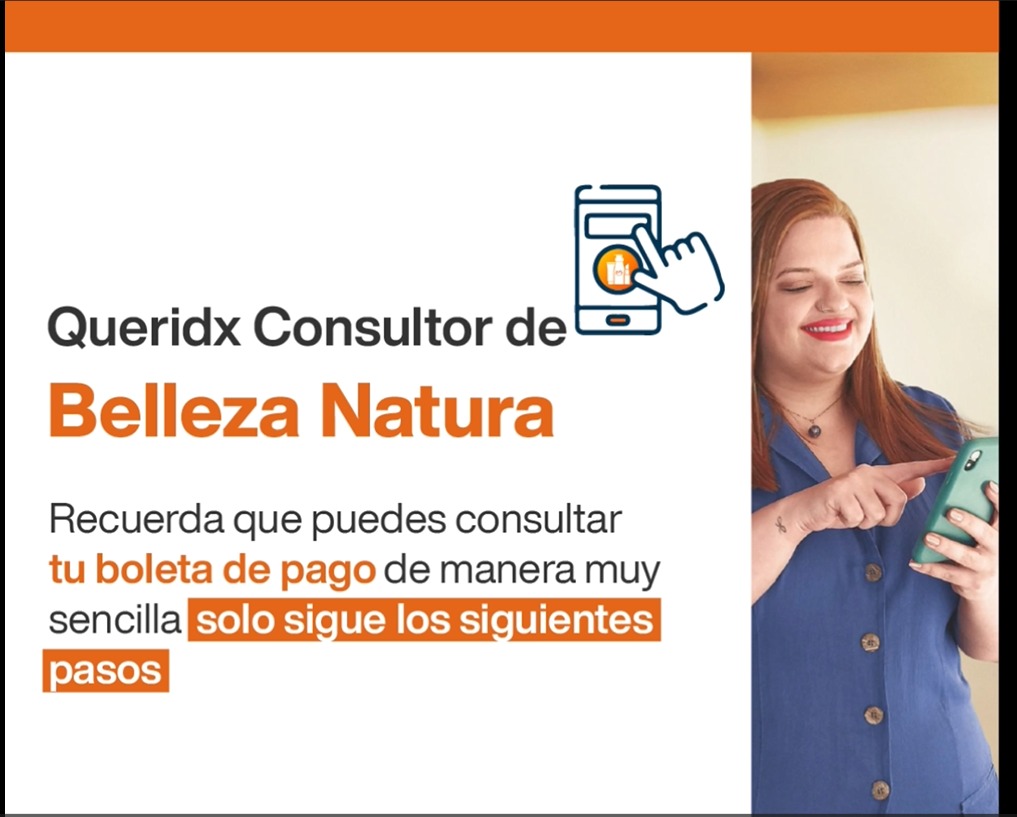 Queridx Consultor de
Belleza Natura
Recuerda que puedes consultar
tu boleta de pago de manera muy
sencilla solo sigue los siguientes
pasos